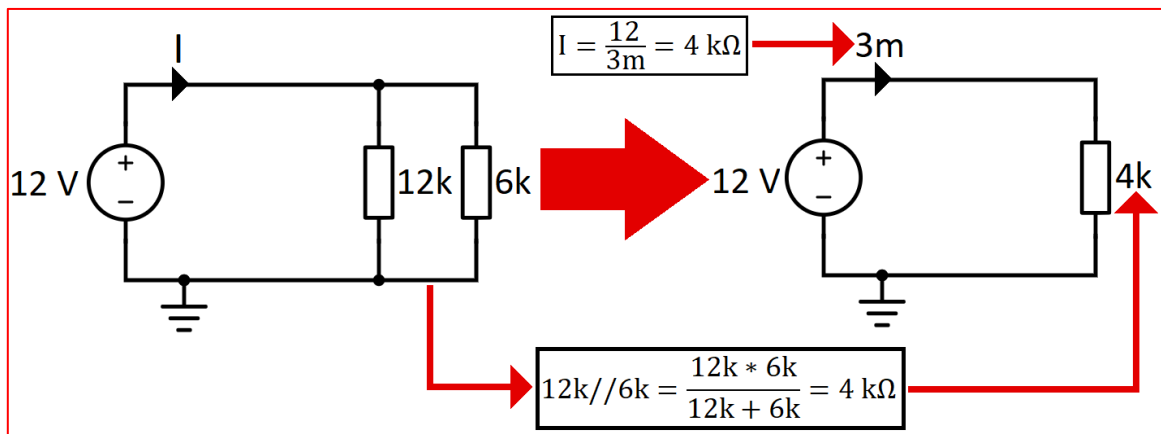 I
12 V
+
−
12k
6k
I = 12/3m = 4 kΩ
3m
12 V
+
−
4k
12k//6k = 12k * 6k / 12k + 6k = 4 kΩ